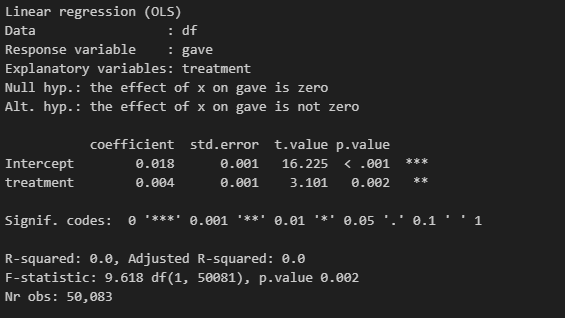 Linear regression (OLS)
Data                 : df
Response variable    : gave
Explanatory variables: treatment
Null hyp.: the effect of x on gave is zero
Alt. hyp.: the effect of x on gave is not zero

           coefficient  std.error  t.value p.value
Intercept        0.018      0.001   16.225  < .001  ***
treatment        0.004      0.001    3.101   0.002   **

Signif. codes:  0 '***' 0.001 '**' 0.01 '*' 0.05 '.' 0.1 ' ' 1

R-squared: 0.0, Adjusted R-squared: 0.0
F-statistic: 9.618 df(1, 50081), p.value 0.002
Nr obs: 50,083